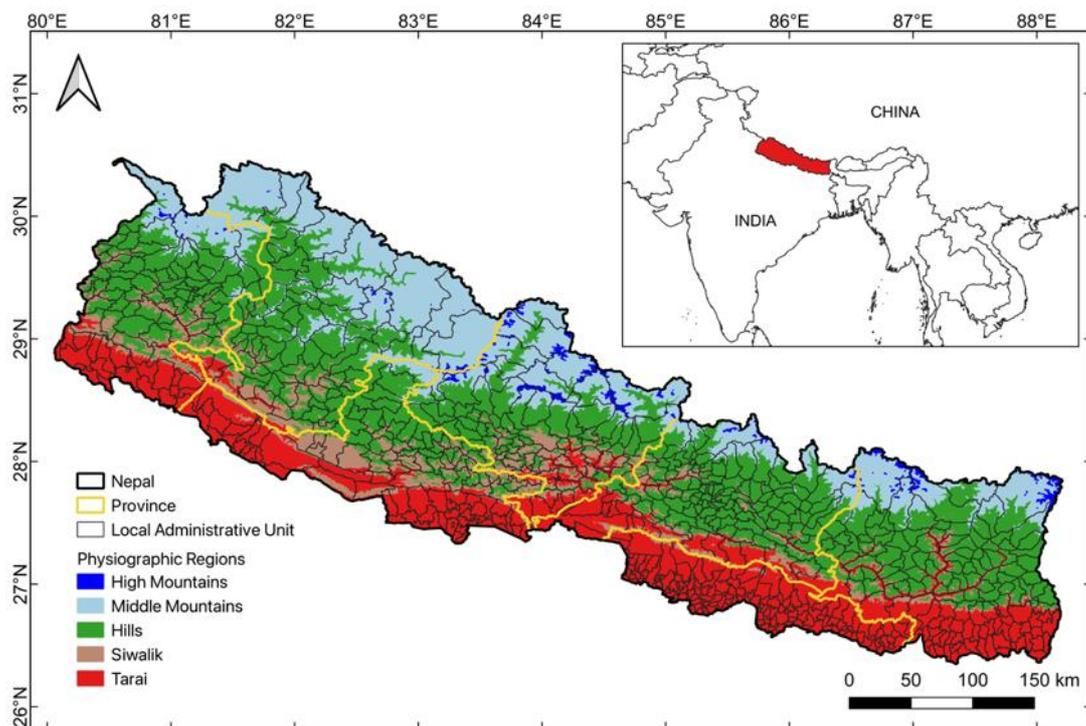 80°E 81°E 82°E 83°E 84°E 85°E 86°E 87°E 88°E
31°N
30°N
29°N
28°N
27°N
26°N
CHINA
INDIA
Nepal
Province
Local Administrative Unit
Physiographic Regions
High Mountains
Middle Mountains
Hills
Siwalik
Tarai
0 50 100 150 km